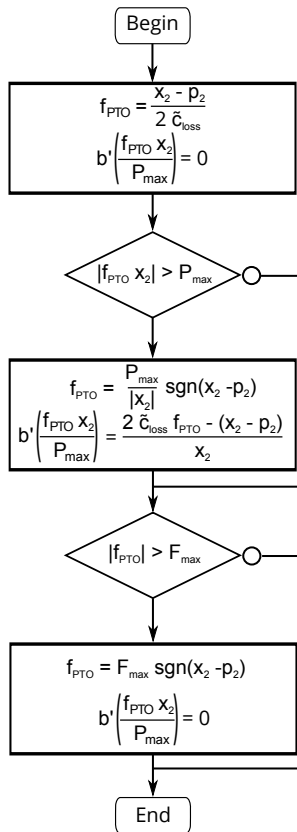 Begin
f_PTO = (x_2 - p_2) / (2 c̃_loss)
b'(f_PTO x_2 / P_max) = 0
|f_PTO x_2| > P_max
f_PTO = P_max / |x_2| sgn(x_2 -p_2)
b'(f_PTO x_2 / P_max) = (2 c̃_loss f_PTO - (x_2 - p_2)) / x_2
|f_PTO| > F_max
f_PTO = F_max sgn(x_2 -p_2)
b'(f_PTO x_2 / P_max) = 0
End